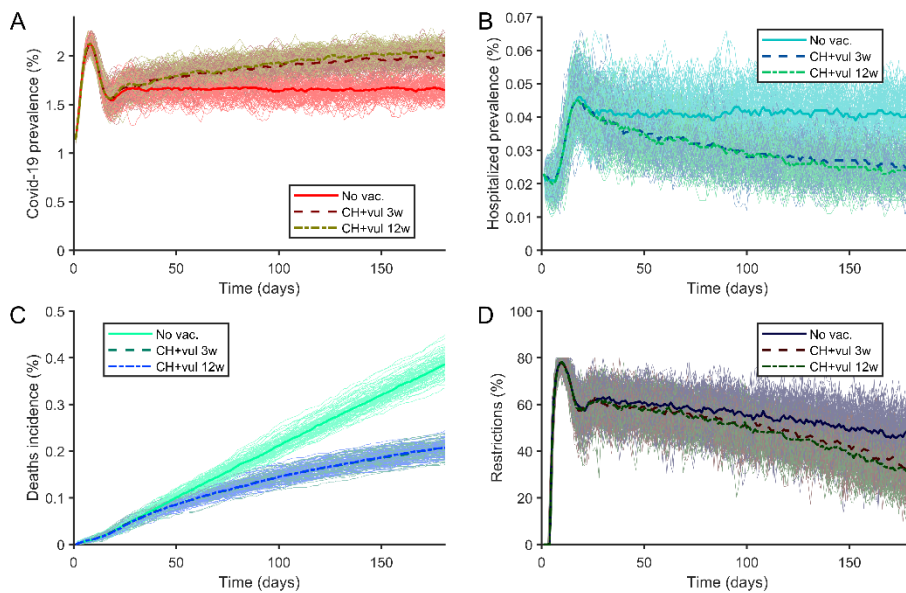 A
Covid-19 prevalence (%)
2
1.5
1
0.5
0
No vac.
CH+vul 3w
CH+vul 12w
0
50
100
150
Time (days)
B
Hospitalized prevalence (%)
0.07
0.06
0.05
0.04
0.03
0.02
0.01
0
No vac.
CH+vul 3w
CH+vul 12w
0
50
100
150
Time (days)
C
Deaths incidence (%)
0.5
0.4
0.3
0.2
0.1
0
No vac.
CH+vul 3w
CH+vul 12w
0
50
100
150
Time (days)
D
Restrictions (%)
100
80
60
40
20
0
No vac.
CH+vul 3w
CH+vul 12w
0
50
100
150
Time (days)